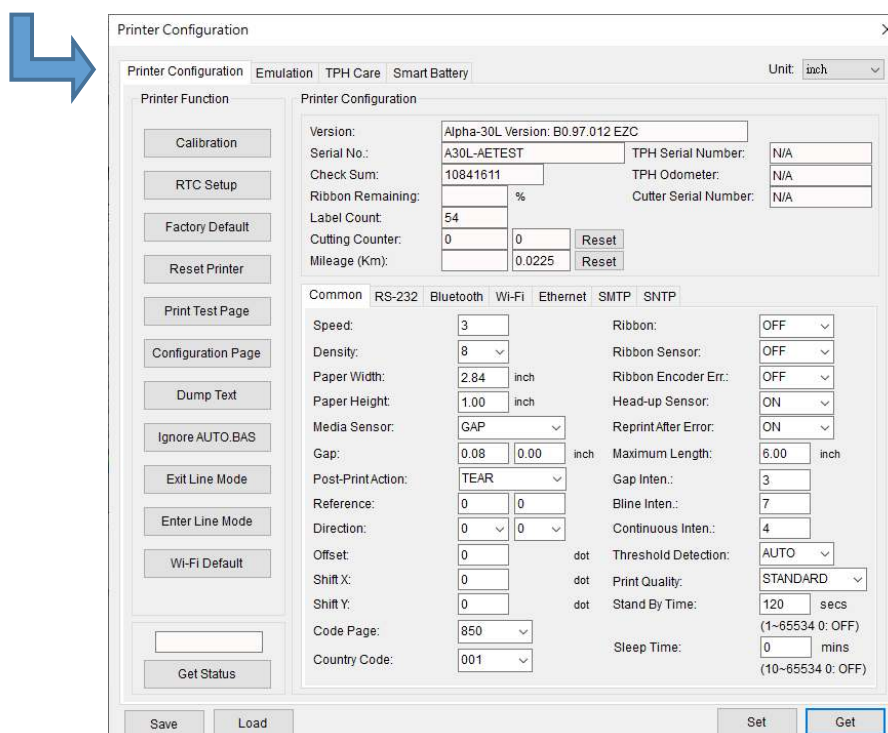 Printer Configuration
Printer Configuration Emulation TPH Care Smart Battery Unit: inch
Printer Function
Calibration
RTC Setup
Factory Default
Reset Printer
Print Test Page
Configuration Page
Dump Text
Ignore AUTO.BAS
Exit Line Mode
Enter Line Mode
Wi-Fi Default
Get Status
Printer Configuration
Version: Alpha-30L Version: B0.97.012 EZC
Serial No.: A30L-AETEST TPH Serial Number: N/A
Check Sum: 10841611 TPH Odometer: N/A
Ribbon Remaining: % Cutter Serial Number: N/A
Label Count: 54
Cutting Counter: 0 0 Reset
Mileage (Km): 0.0225 Reset
Common RS-232 Bluetooth Wi-Fi Ethernet SMTP SNTP
Speed: 3 Ribbon: OFF
Density: 8 Ribbon Sensor: OFF
Paper Width: 2.84 inch Ribbon Encoder Err.: OFF
Paper Height: 1.00 inch Head-up Sensor: ON
Media Sensor: GAP Reprint After Error: ON
Gap: 0.08 0.00 inch Maximum Length: 6.00 inch
Post-Print Action: TEAR Gap Inten.: 3
Reference: 0 0 Bline Inten.: 7
Direction: 0 0 Continuous Inten.: 4
Offset: 0 dot Threshold Detection: AUTO
Shift X: 0 dot Print Quality: STANDARD
Shift Y: 0 dot Stand By Time: 120 secs
(1~65534 0: OFF)
Code Page: 850
Sleep Time: 0 mins
Country Code: 001
(10~65534 0: OFF)
Save Load Set Get